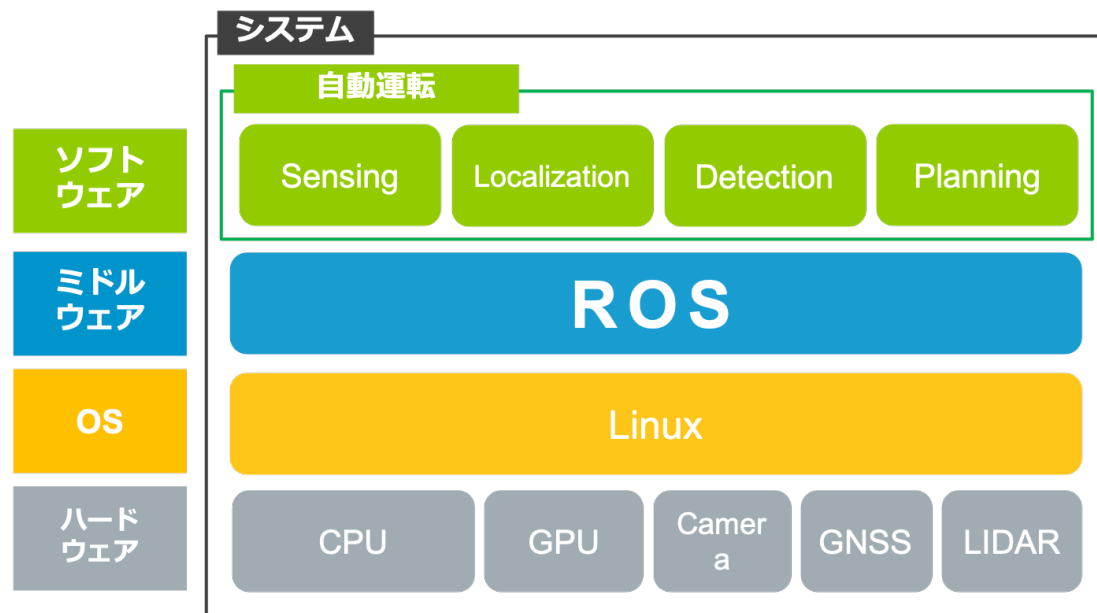 システム
自動運転
ソフト
ウェア
Sensing
Localization
Detection
Planning
ミドル
ウェア
ROS
OS
Linux
ハード
ウェア
CPU
GPU
Camer
a
GNSS
LIDAR